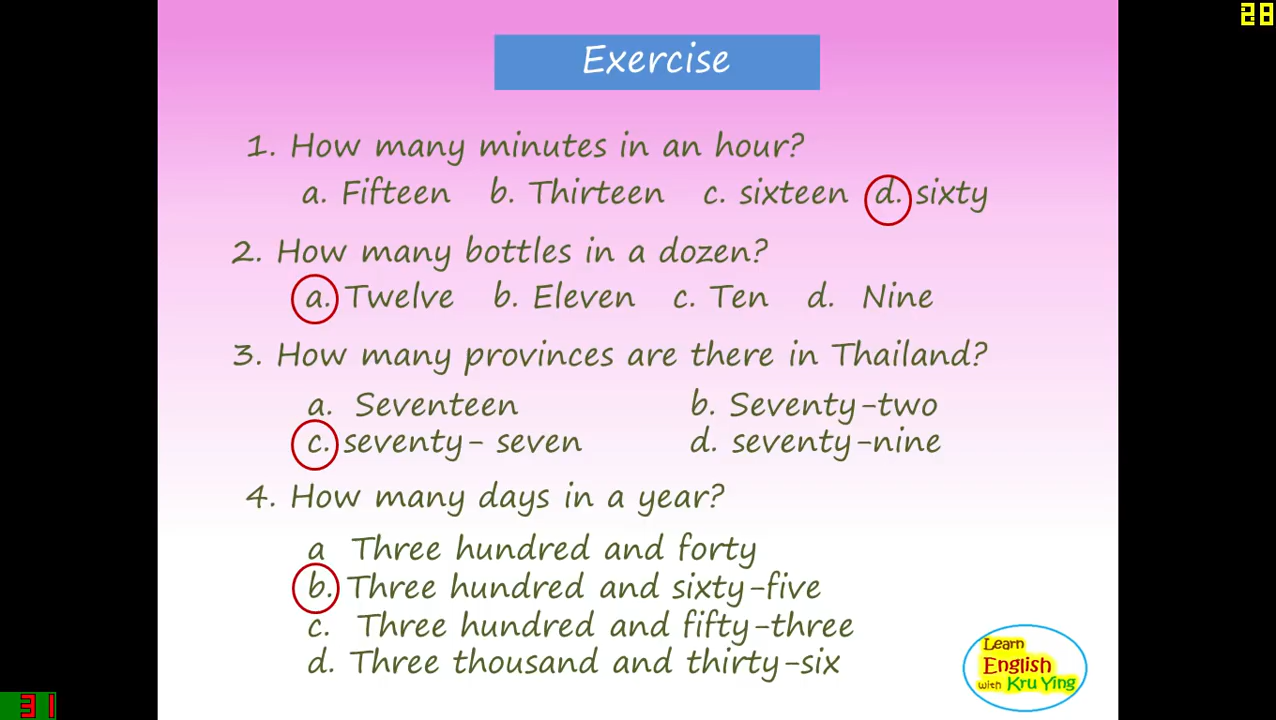 28
Exercise
1. How many minutes in an hour?
a. Fifteen b. Thirteen c. sixteen d. sixty
2. How many bottles in a dozen?
a. Twelve b. Eleven c. Ten d. Nine
3. How many provinces are there in Thailand?
a. Seventeen b. Seventy-two
c. seventy- seven d. seventy-nine
4. How many days in a year?
a Three hundred and forty
b. Three hundred and sixty-five
c. Three hundred and fifty-three
d. Three thousand and thirty-six
Learn
English
with Kru Ying
31